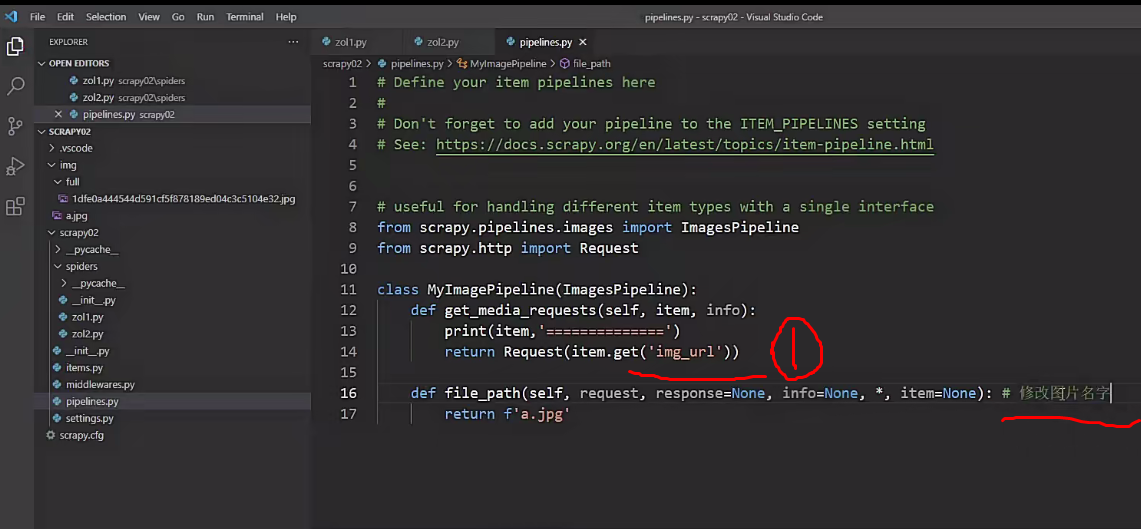 File Edit Selection View Go Run Terminal Help
pipelines.py - scrapy02 - Visual Studio Code
EXPLORER ...
zol1.py zol2.py pipelines.py ×
OPEN EDITORS
zol1.py scrapy02\spiders
zol2.py scrapy02\spiders
× pipelines.py scrapy02
SCRAPY02
.vscode
img
full
1dfe0a444544d591cf5f878189ed04c3c5104e32.jpg
a.jpg
scrapy02
__pycache__
spiders
__pycache__
__init__.py
zol1.py
zol2.py
__init__.py
items.py
middlewares.py
pipelines.py
settings.py
scrapy.cfg
scrapy02 > pipelines.py > MyImagePipeline > file_path
1 # Define your item pipelines here
2 #
3 # Don't forget to add your pipeline to the ITEM_PIPELINES setting
4 # See: https://docs.scrapy.org/en/latest/topics/item-pipeline.html
5
6
7 # useful for handling different item types with a single interface
8 from scrapy.pipelines.images import ImagesPipeline
9 from scrapy.http import Request
10
11 class MyImagePipeline(ImagesPipeline):
12 def get_media_requests(self, item, info):
13 print(item,'==============')
14 return Request(item.get('img_url'))
15
16 def file_path(self, request, response=None, info=None, *, item=None): # 修改图片名字
17 return f'a.jpg'
1